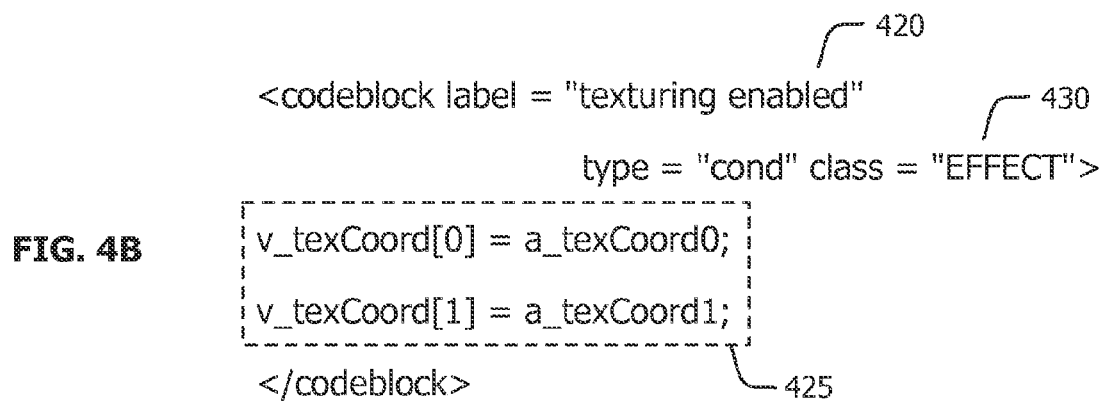 420
<codeblock label = "texturing enabled"
430
type = "cond" class = "EFFECT">
FIG. 4B
v_texCoord[0] = a_texCoord0;
v_texCoord[1] = a_texCoord1;
</codeblock>
425